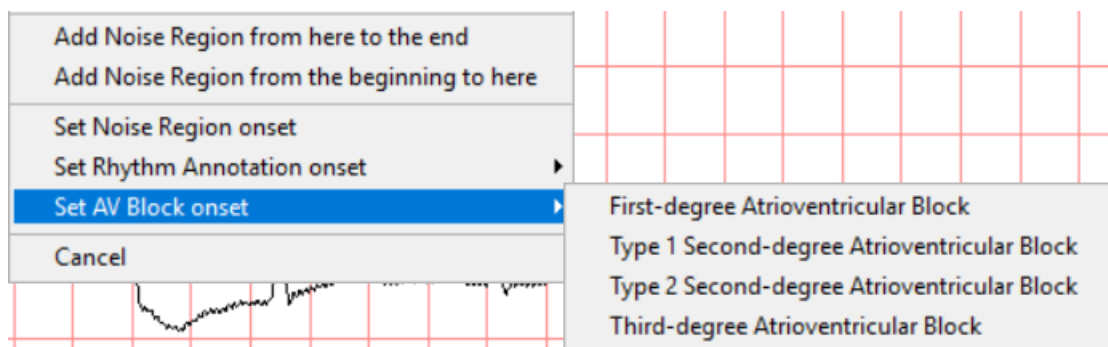 Add Noise Region from here to the end
Add Noise Region from the beginning to here
Set Noise Region onset
Set Rhythm Annotation onset
Set AV Block onset
Cancel
First-degree Atrioventricular Block
Type 1 Second-degree Atrioventricular Block
Type 2 Second-degree Atrioventricular Block
Third-degree Atrioventricular Block